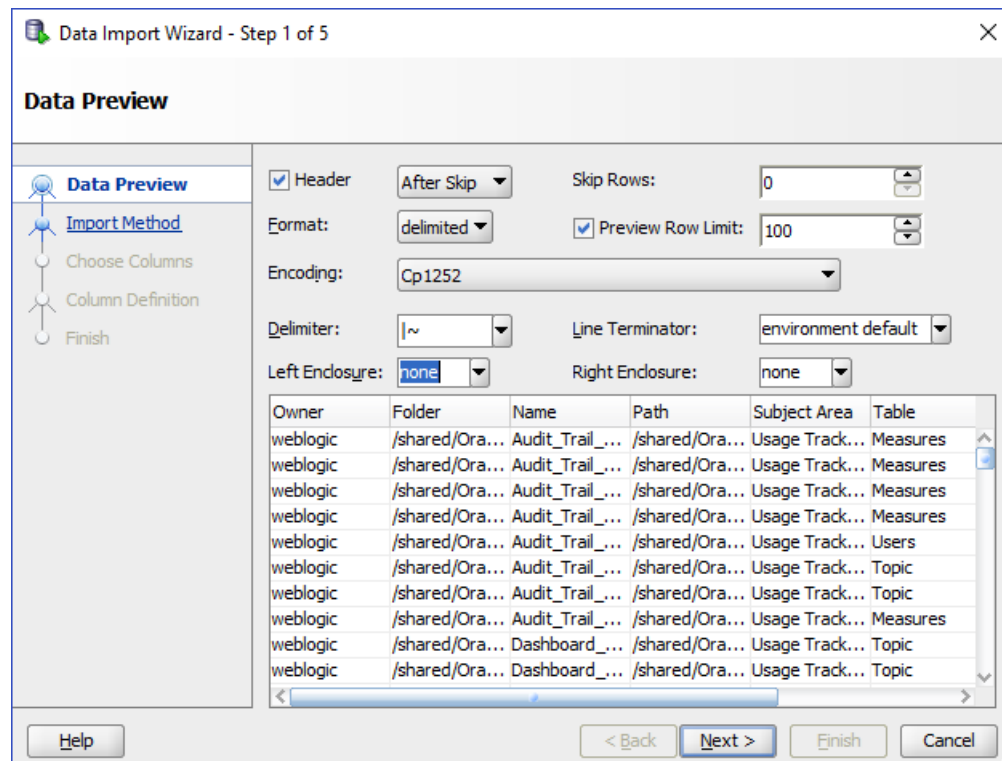 Data Import Wizard - Step 1 of 5
Data Preview
Data Preview
Import Method
Choose Columns
Column Definition
Finish
Header After Skip Skip Rows: 0
Format: delimited Preview Row Limit: 100
Encoding: Cp1252
Delimiter: |~ Line Terminator: environment default
Left Enclosure: none Right Enclosure: none
Owner Folder Name Path Subject Area Table
weblogic /shared/Ora... Audit_Trail_... /shared/Ora... Usage Track... Measures
weblogic /shared/Ora... Audit_Trail_... /shared/Ora... Usage Track... Measures
weblogic /shared/Ora... Audit_Trail_... /shared/Ora... Usage Track... Measures
weblogic /shared/Ora... Audit_Trail_... /shared/Ora... Usage Track... Measures
weblogic /shared/Ora... Audit_Trail_... /shared/Ora... Usage Track... Users
weblogic /shared/Ora... Audit_Trail_... /shared/Ora... Usage Track... Topic
weblogic /shared/Ora... Audit_Trail_... /shared/Ora... Usage Track... Topic
weblogic /shared/Ora... Audit_Trail_... /shared/Ora... Usage Track... Measures
weblogic /shared/Ora... Dashboard_... /shared/Ora... Usage Track... Topic
weblogic /shared/Ora... Dashboard_... /shared/Ora... Usage Track... Topic
Help < Back Next > Finish Cancel